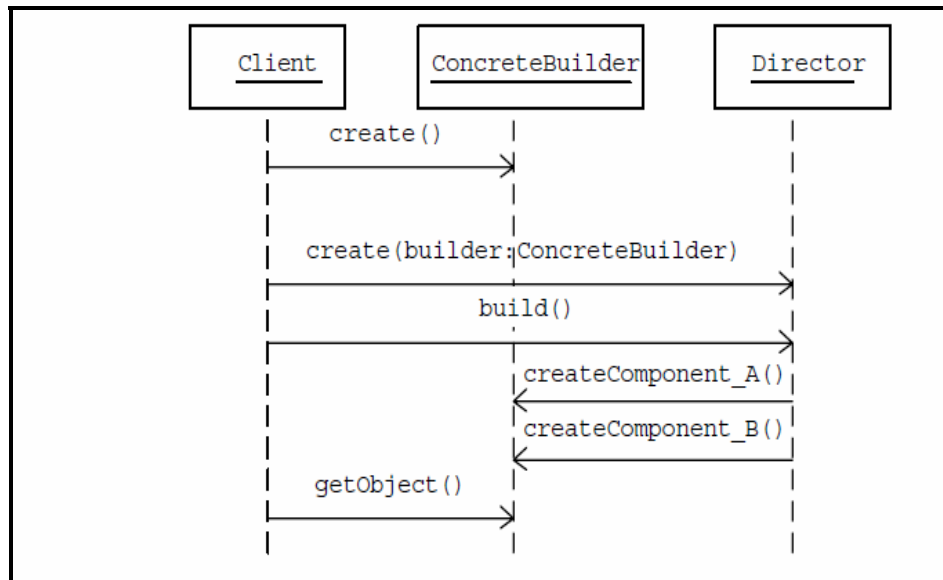 Client
ConcreteBuilder
Director
create()
create(builder:ConcreteBuilder)
build()
createComponent_A()
createComponent_B()
getObject()